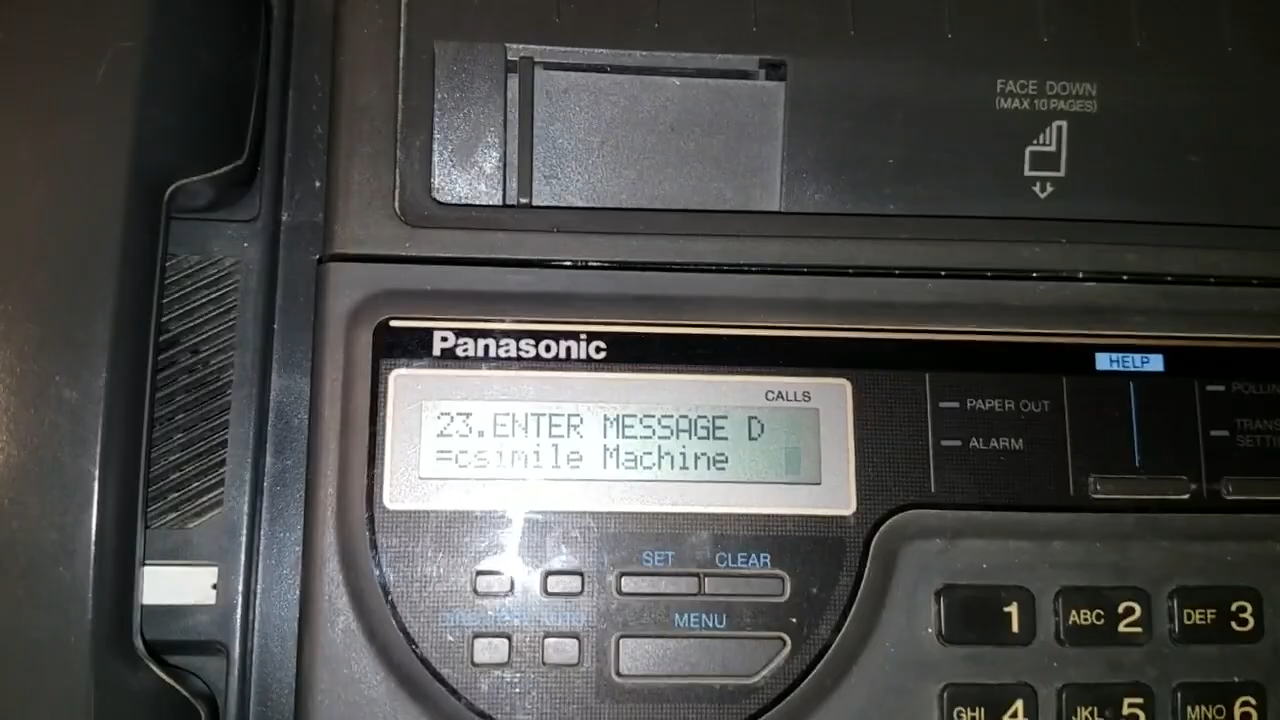 FACE DOWN
(MAX 10 PAGES)
Panasonic
HELP
CALLS
23.ENTER MESSAGE D
=csimile Machine
PAPER OUT
ALARM
POLLIN
TRANS
SETTI
SET CLEAR
MENU
1 ABC 2 DEF 3
GHI 4 JKL 5 MNO 6